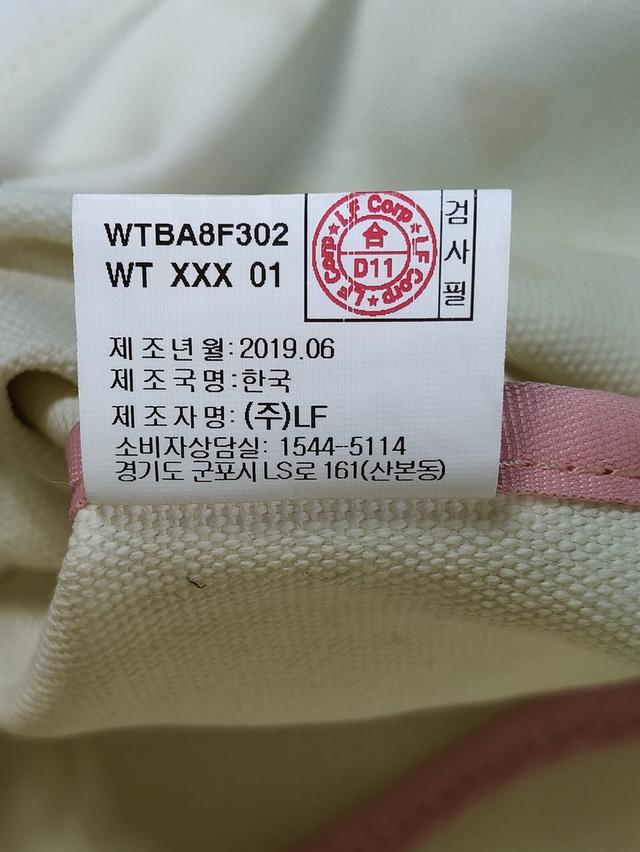 WTBA8F302
WT XXX 01
LF Corp ★ LF Corp ★ LF Corp ★
合
D11
검사필
제조년월:2019.06
제조국명:한국
제조자명:(주)LF
소비자상담실: 1544-5114
경기도 군포시 LS로 161(산본동)